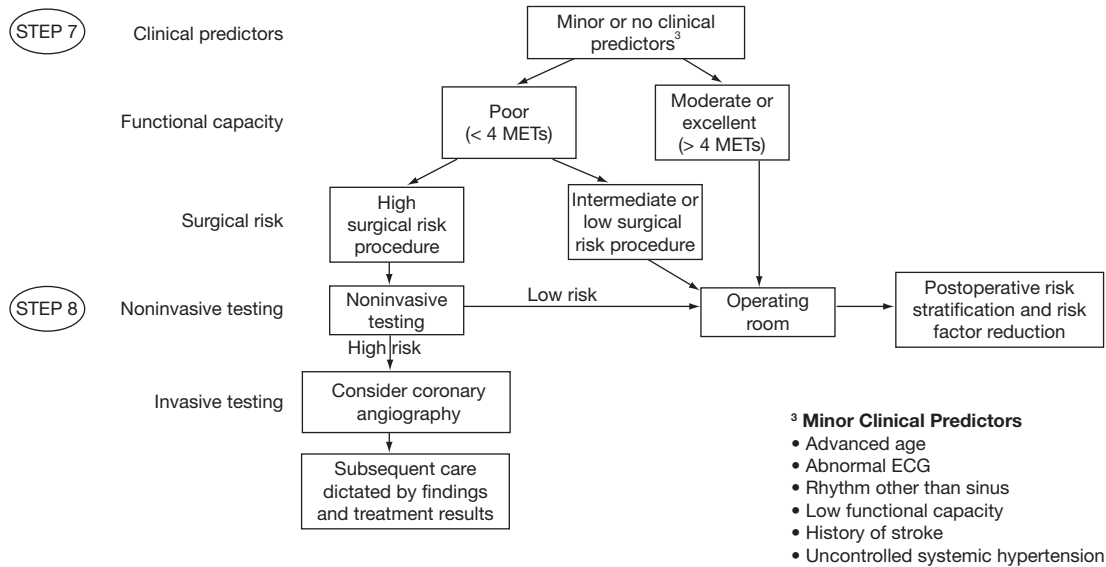 STEP 7
Clinical predictors
Minor or no clinical
predictors³
Functional capacity
Poor
(< 4 METs)
Moderate or
excellent
(> 4 METs)
Surgical risk
High
surgical risk
procedure
Intermediate or
low surgical
risk procedure
STEP 8
Noninvasive testing
Noninvasive
testing
Low risk
Operating
room
Postoperative risk
stratification and risk
factor reduction
High risk
Invasive testing
Consider coronary
angiography
Subsequent care
dictated by findings
and treatment results
³ Minor Clinical Predictors
• Advanced age
• Abnormal ECG
• Rhythm other than sinus
• Low functional capacity
• History of stroke
• Uncontrolled systemic hypertension